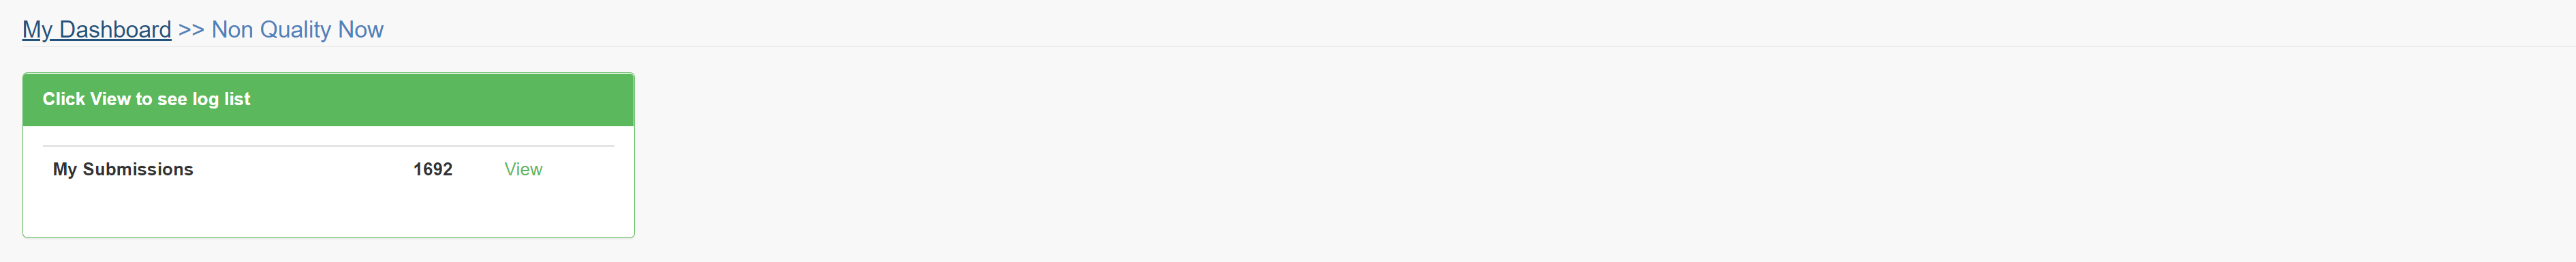 My Dashboard >> Non Quality Now
Click View to see log list
My Submissions 1692 View